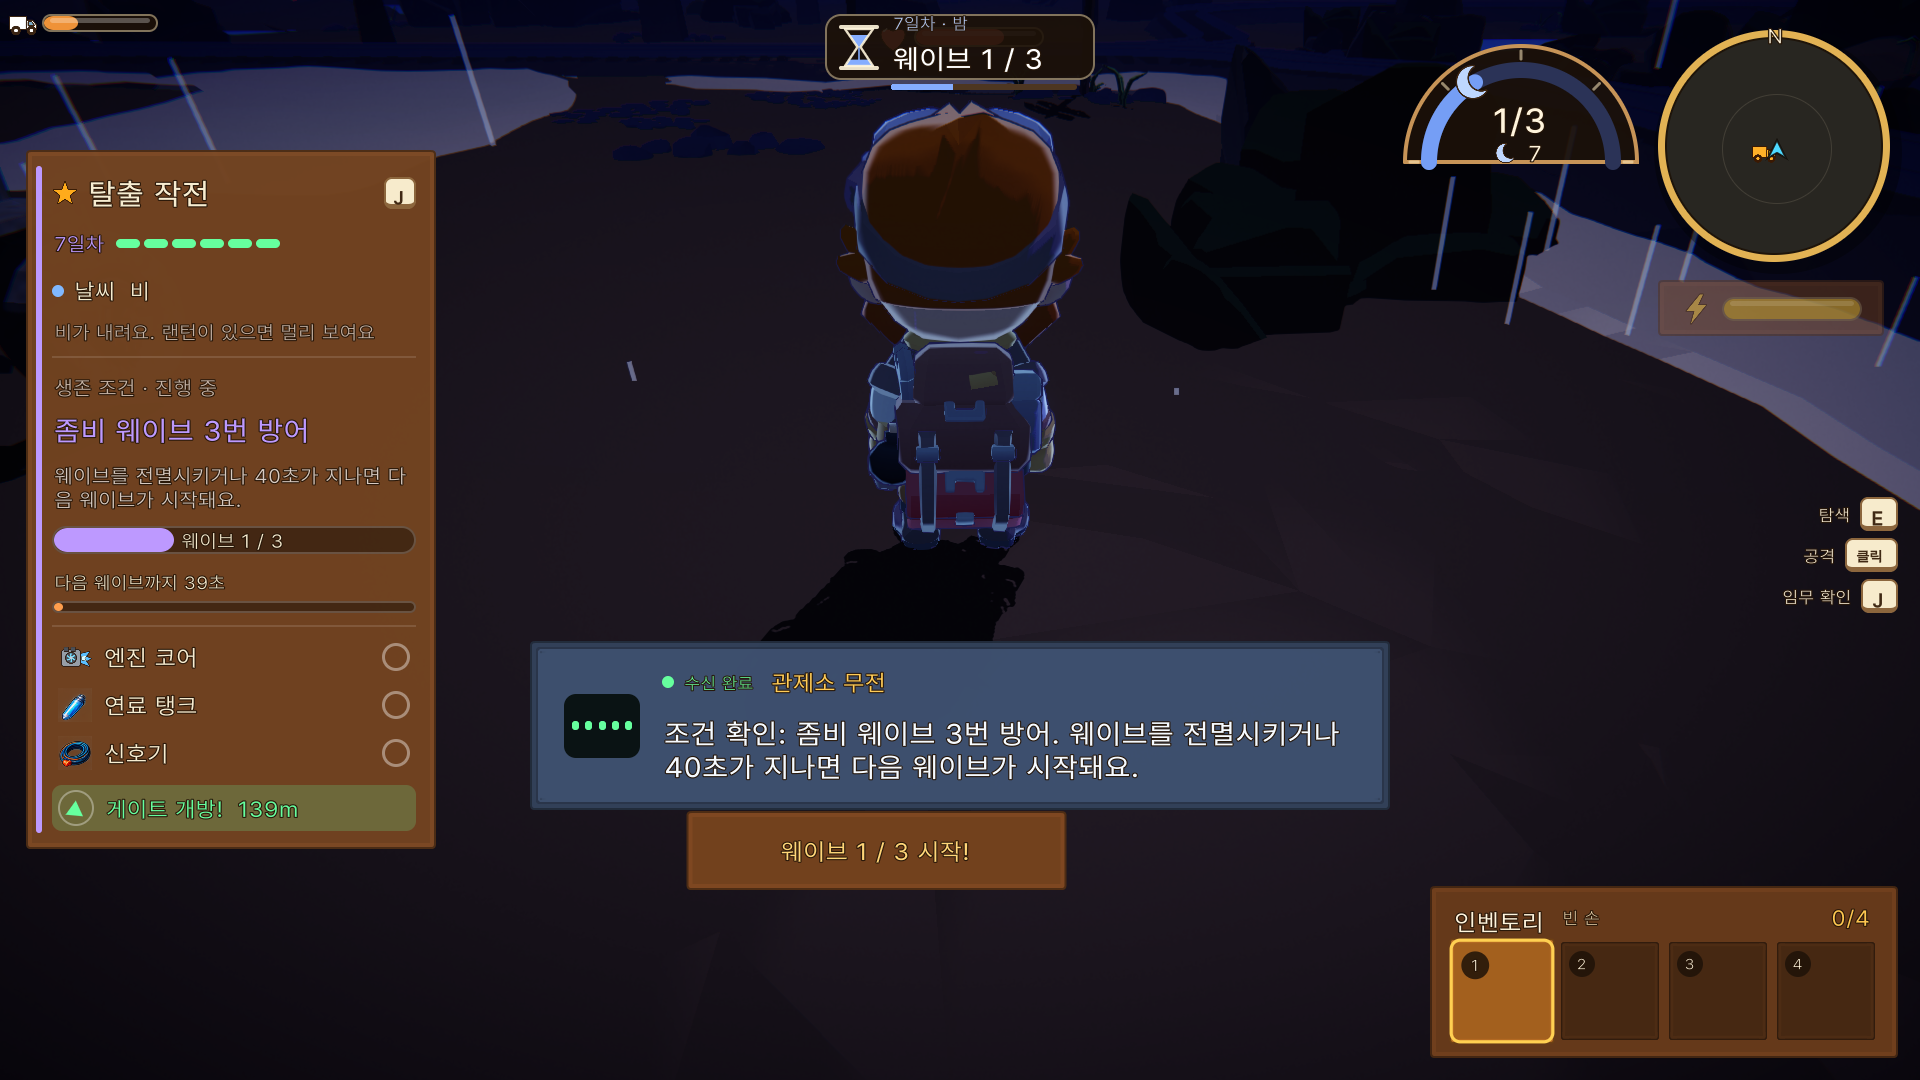 7일차 · 밤
웨이브 1 / 3
1/3
7
N
탈출 작전
J
7일차
날씨 비
비가 내려요. 랜턴이 있으면 멀리 보여요
생존 조건 · 진행 중
좀비 웨이브 3번 방어
웨이브를 전멸시키거나 40초가 지나면 다
음 웨이브가 시작돼요.
웨이브 1 / 3
다음 웨이브까지 39초
엔진 코어
연료 탱크
신호기
게이트 개방! 139m
탐색 E
공격 클릭
임무 확인 J
수신 완료 관제소 무전
조건 확인: 좀비 웨이브 3번 방어. 웨이브를 전멸시키거나
40초가 지나면 다음 웨이브가 시작돼요.
웨이브 1 / 3 시작!
인벤토리 빈 손 0/4
1 2 3 4